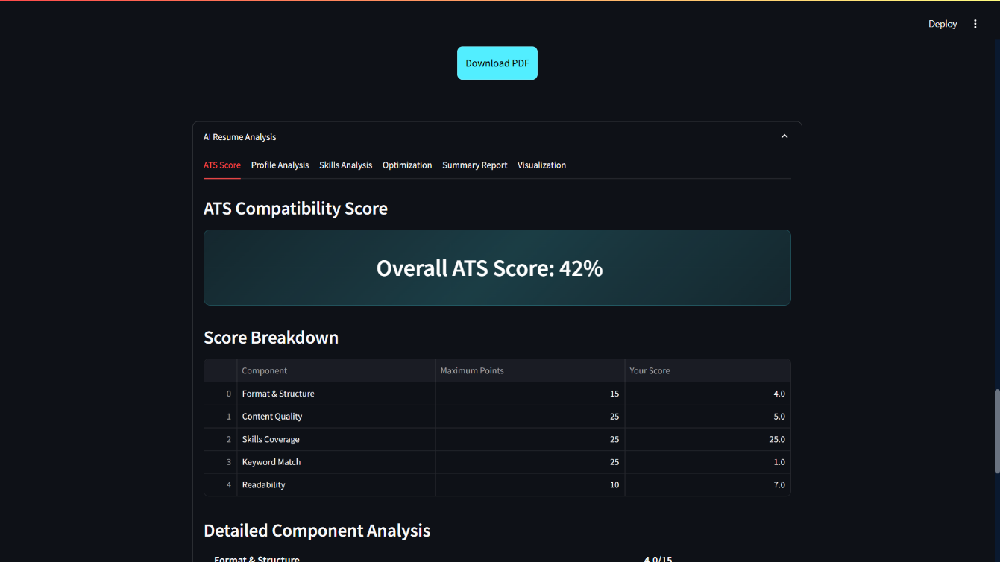 Deploy
Download PDF
AI Resume Analysis
ATS Score Profile Analysis Skills Analysis Optimization Summary Report Visualization
ATS Compatibility Score
Overall ATS Score: 42%
Score Breakdown
Component Maximum Points Your Score
0 Format & Structure 15 4.0
1 Content Quality 25 5.0
2 Skills Coverage 25 25.0
3 Keyword Match 25 1.0
4 Readability 10 7.0
Detailed Component Analysis
Format & Structure 4.0/15